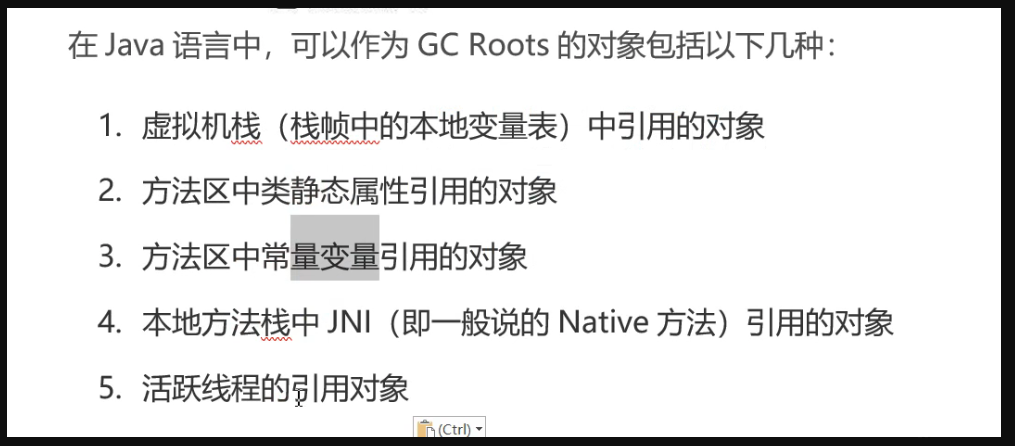 在 Java 语言中，可以作为 GC Roots 的对象包括以下几种：
1. 虚拟机栈（栈帧中的本地变量表）中引用的对象
2. 方法区中类静态属性引用的对象
3. 方法区中常量变量引用的对象
4. 本地方法栈中 JNI（即一般说的 Native 方法）引用的对象
5. 活跃线程的引用对象
(Ctrl)